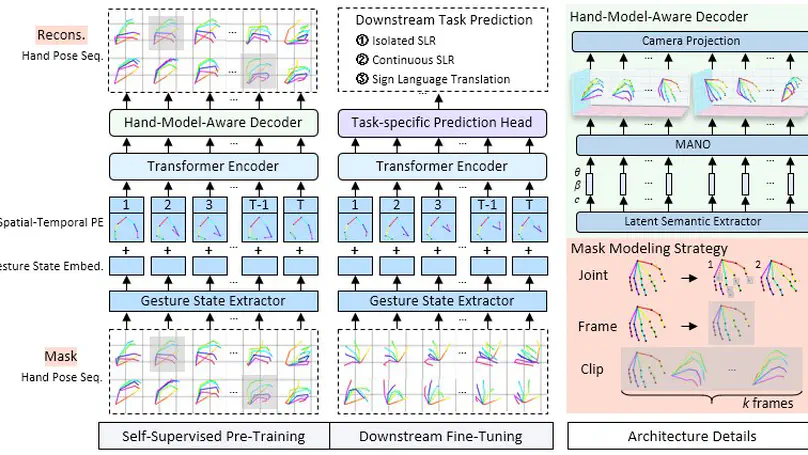 Recons.
Hand Pose Seq.
...
Hand-Model-Aware Decoder
...
Transformer Encoder
...
1 2 3 ... T-1 T
Spatial-Temporal PE
+ + + ... + +
Gesture State Embed.
...
Gesture State Extractor
...
Mask
Hand Pose Seq.
...
Self-Supervised Pre-Training
Downstream Task Prediction
① Isolated SLR
② Continuous SLR
③ Sign Language Translation
...
Task-specific Prediction Head
...
Transformer Encoder
...
1 2 3 ... T-1 T
+ + + ... + +
...
Gesture State Extractor
...
Downstream Fine-Tuning
Hand-Model-Aware Decoder
Camera Projection
... ...
MANO
θ
β
c
... ...
Latent Semantic Extractor
Mask Modeling Strategy
Joint
1 2
Frame
Clip
...
k frames
Architecture Details